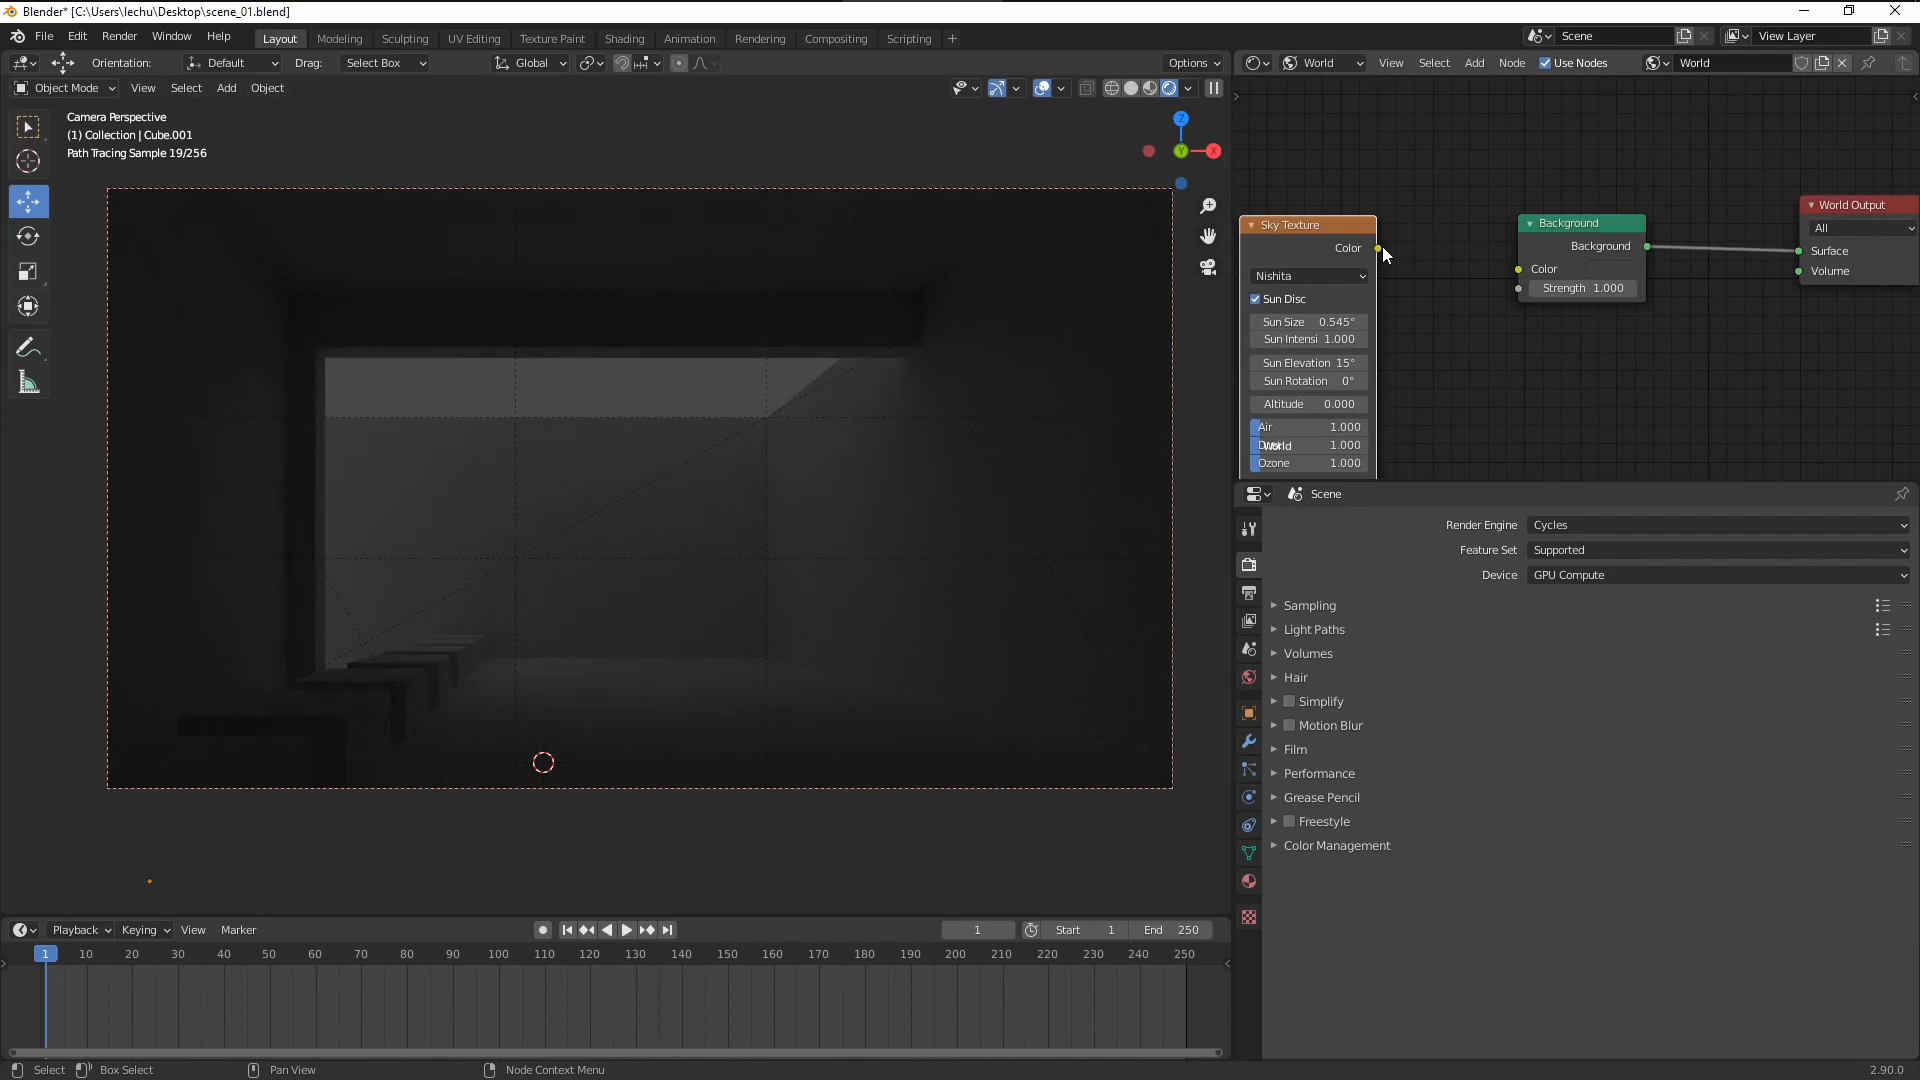 Blender* [C:\Users\lechu\Desktop\scene_01.blend]
File Edit Render Window Help
Layout Modeling Sculpting UV Editing Texture Paint Shading Animation Rendering Compositing Scripting
Scene
View Layer
Orientation: Default Drag: Select Box Global Options
World View Select Add Node Use Nodes World
Object Mode View Select Add Object
Camera Perspective
(1) Collection | Cube.001
Path Tracing Sample 19/256
Z
Y
X
Sky Texture
Color
Nishita
Sun Disc
Sun Size 0.545°
Sun Intensi 1.000
Sun Elevation 15°
Sun Rotation 0°
Altitude 0.000
Air 1.000
World 1.000
Ozone 1.000
Background
Background
Color
Strength 1.000
World Output
All
Surface
Volume
Scene
Render Engine Cycles
Feature Set Supported
Device GPU Compute
Sampling
Light Paths
Volumes
Hair
Simplify
Motion Blur
Film
Performance
Grease Pencil
Freestyle
Color Management
Playback Keying View Marker
1 Start 1 End 250
1 10 20 30 40 50 60 70 80 90 100 110 120 130 140 150 160 170 180 190 200 210 220 230 240 250
Select Box Select Pan View Node Context Menu 2.90.0